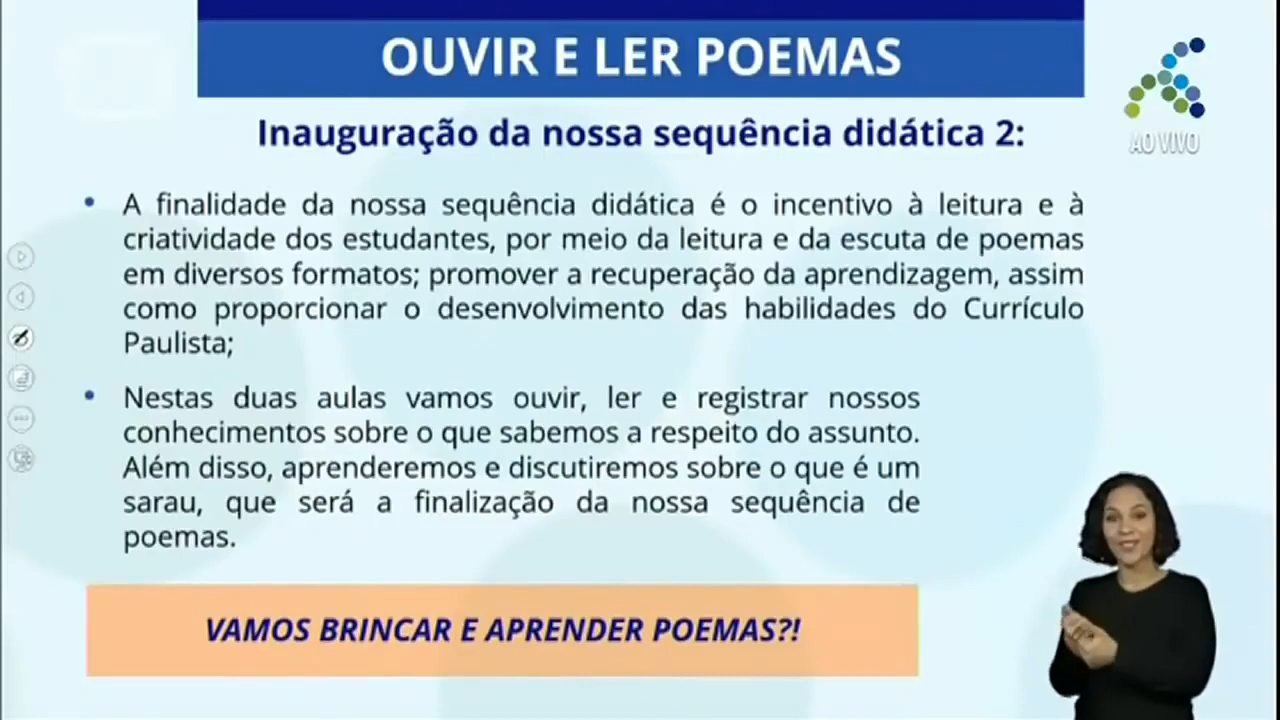 OUVIR E LER POEMAS
AO VIVO
Inauguração da nossa sequência didática 2:
• A finalidade da nossa sequência didática é o incentivo à leitura e à
criatividade dos estudantes, por meio da leitura e da escuta de poemas
em diversos formatos; promover a recuperação da aprendizagem, assim
como proporcionar o desenvolvimento das habilidades do Currículo
Paulista;
• Nestas duas aulas vamos ouvir, ler e registrar nossos
conhecimentos sobre o que sabemos a respeito do assunto.
Além disso, aprenderemos e discutiremos sobre o que é um
sarau, que será a finalização da nossa sequência de
poemas.
VAMOS BRINCAR E APRENDER POEMAS?!